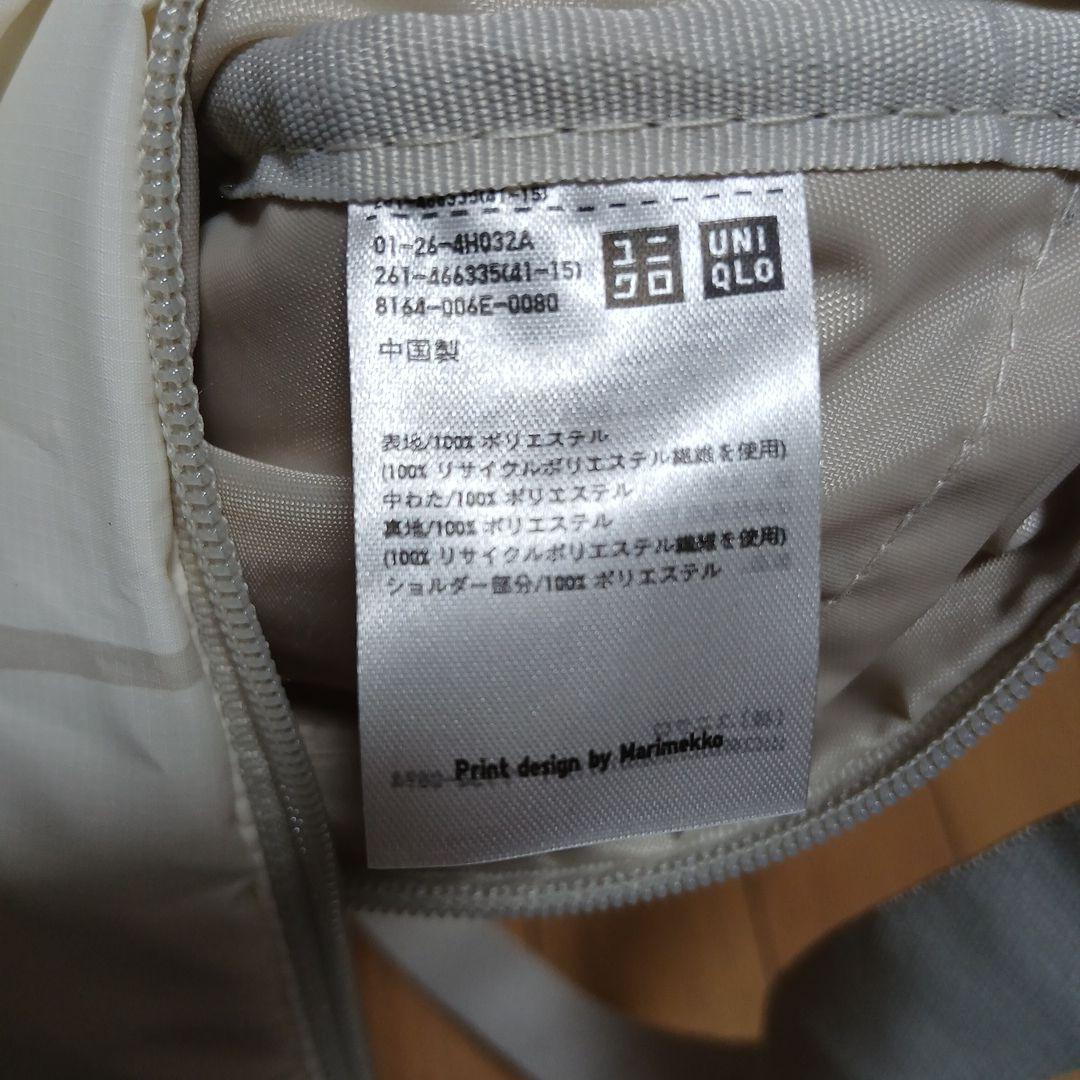 261-466335(41-15)
01-26-4H032A
261-466335(41-15)
8164-006E-0080
ユニクロ
UNIQLO
中国製
表地/100% ポリエステル
(100% リサイクルポリエステル繊維を使用)
中わた/100% ポリエステル
裏地/100% ポリエステル
(100% リサイクルポリエステル繊維を使用)
ショルダー部分/100% ポリエステル
Print design by Marimekko